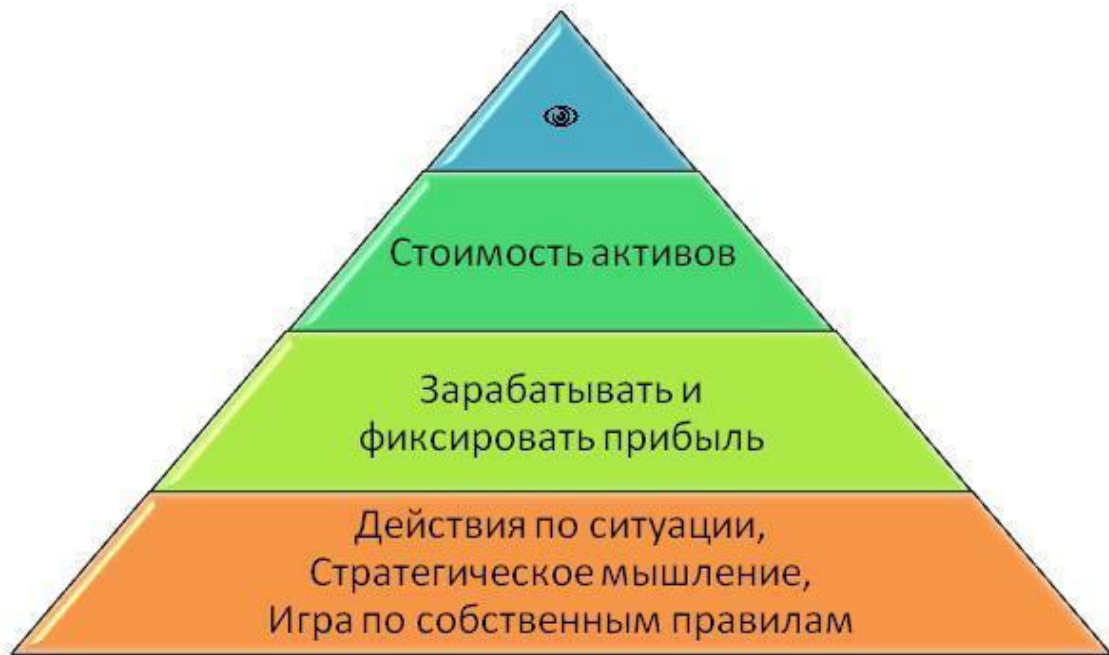 Стоимость активов
Зарабатывать и
фиксировать прибыль
Действия по ситуации,
Стратегическое мышление,
Игра по собственным правилам